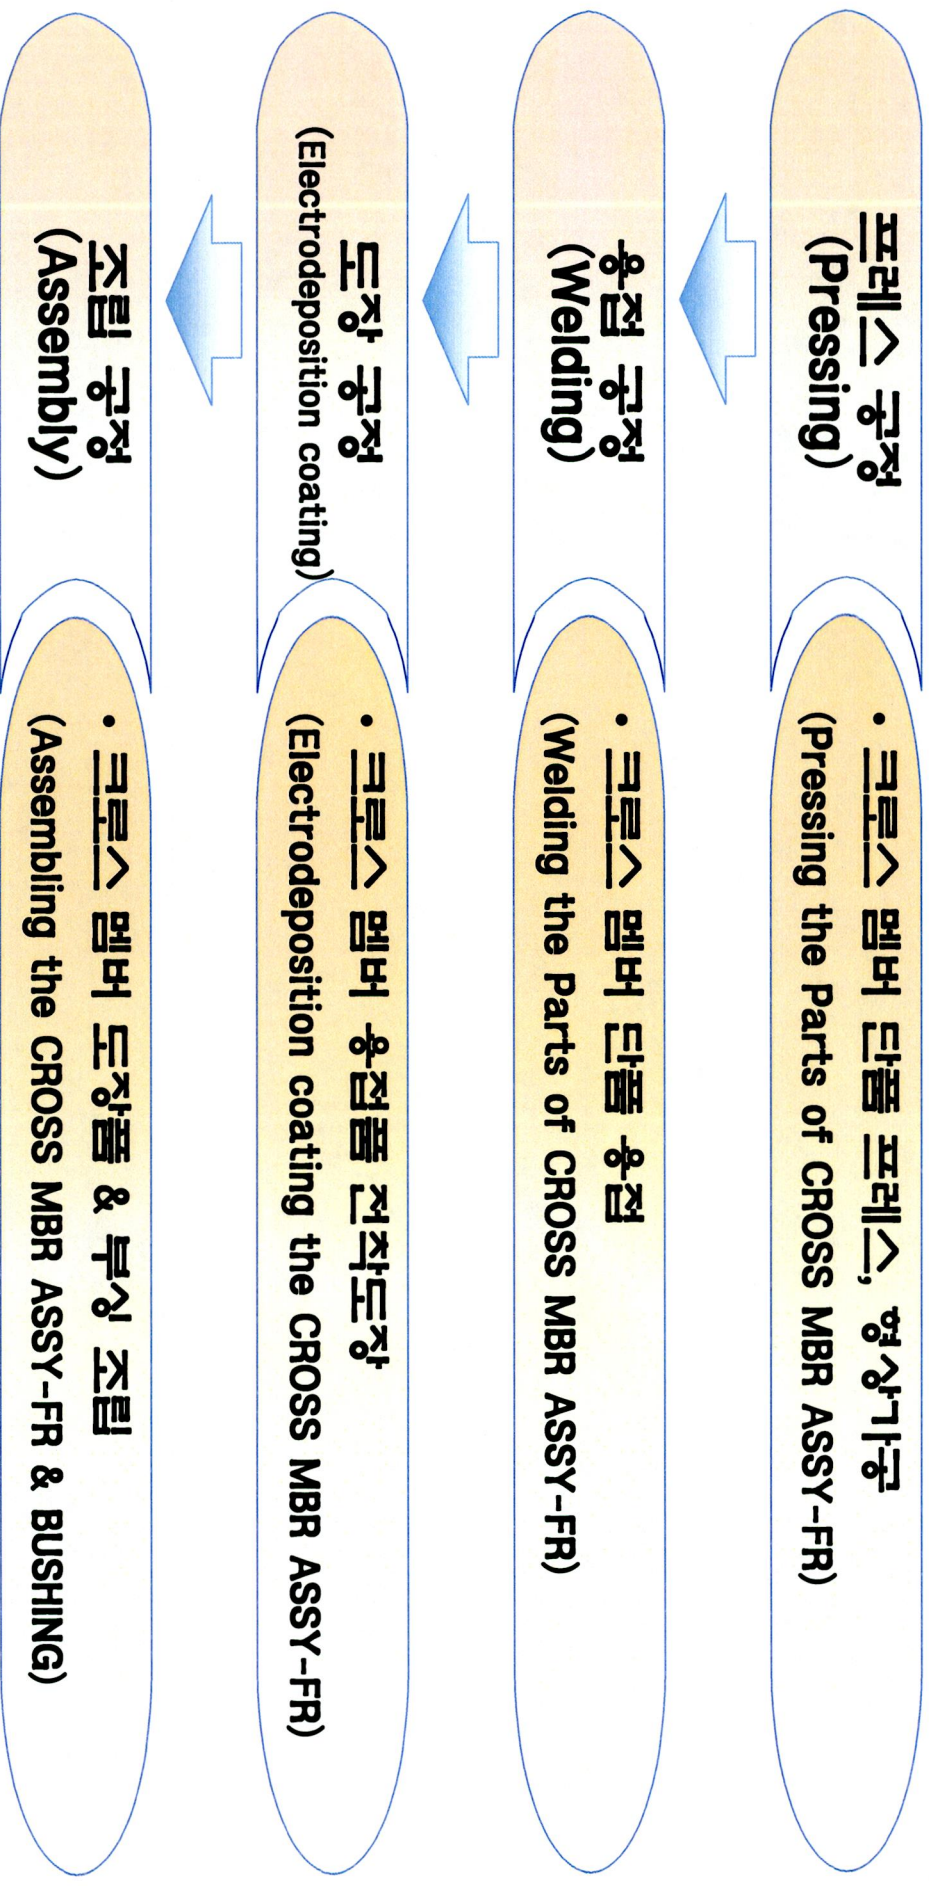 프레스 공정
(Pressing)
• 크로스 멤버 단품 프레스, 형상가공
(Pressing the Parts of CROSS MBR ASSY-FR)
용접 공정
(Welding)
• 크로스 멤버 단품 용접
(Welding the Parts of CROSS MBR ASSY-FR)
도장 공정
(Electrodeposition coating)
• 크로스 멤버 용접품 전착도장
(Electrodeposition coating the CROSS MBR ASSY-FR)
조립 공정
(Assembly)
• 크로스 멤버 도장품 & 부싱 조립
(Assembling the CROSS MBR ASSY-FR & BUSHING)